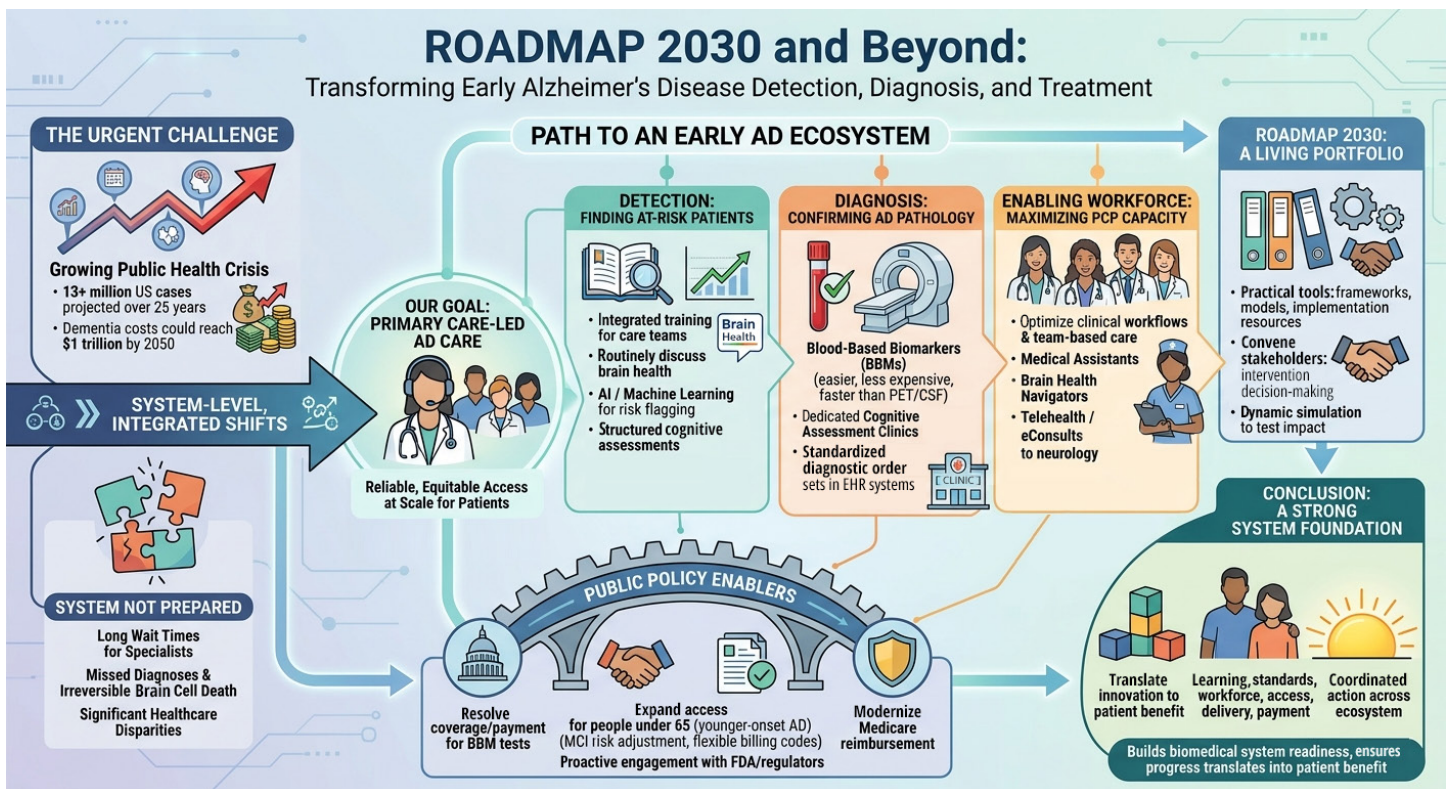 ROADMAP 2030 and Beyond:
Transforming Early Alzheimer's Disease Detection, Diagnosis, and Treatment
THE URGENT CHALLENGE
Growing Public Health Crisis
• 13+ million US cases
projected over 25 years
• Dementia costs could reach
$1 trillion by 2050
$
SYSTEM-LEVEL,
INTEGRATED SHIFTS
SYSTEM NOT PREPARED
Long Wait Times
for Specialists
Missed Diagnoses &
Irreversible Brain Cell Death
Significant Healthcare
Disparities
PATH TO AN EARLY AD ECOSYSTEM
OUR GOAL:
PRIMARY CARE-LED
AD CARE
Reliable, Equitable Access
at Scale for Patients
DETECTION:
FINDING AT-RISK PATIENTS
• Integrated training
for care teams
• Routinely discuss
brain health
• AI / Machine Learning
for risk flagging
• Structured cognitive
assessments
Brain
Health
DIAGNOSIS:
CONFIRMING AD PATHOLOGY
Blood-Based Biomarkers
(BBMs)
(easier, less expensive,
faster than PET/CSF)
• Dedicated Cognitive
Assessment Clinics
• Standardized
diagnostic order
sets in EHR systems
CLINIC
ENABLING WORKFORCE:
MAXIMIZING PCP CAPACITY
• Optimize clinical workflows
& team-based care
• Medical Assistants
• Brain Health
Navigators
• Telehealth /
eConsults
to neurology
PUBLIC POLICY ENABLERS
Resolve
coverage/payment
for BBM tests
Expand access
for people under 65 (younger-onset AD)
(MCI risk adjustment, flexible billing codes)
Proactive engagement with FDA/regulators
Modernize
Medicare
reimbursement
ROADMAP 2030:
A LIVING PORTFOLIO
• Practical tools: frameworks,
models, implementation
resources
• Convene
stakeholders:
intervention
decision-making
• Dynamic simulation
to test impact
CONCLUSION:
A STRONG
SYSTEM FOUNDATION
Translate
innovation to
patient benefit
Learning, standards,
workforce, access,
delivery, payment
Coordinated
action across
ecosystem
Builds biomedical system readiness, ensures
progress translates into patient benefit